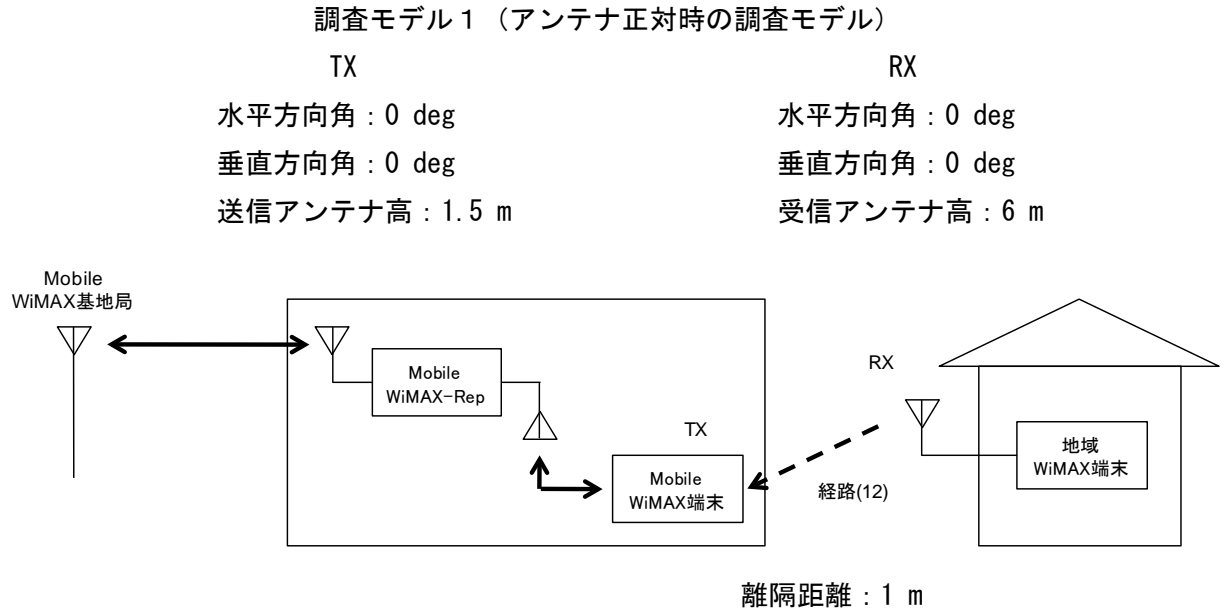 調査モデル１（アンテナ正対時の調査モデル）
TX
水平方向角：0 deg
垂直方向角：0 deg
送信アンテナ高：1.5 m
RX
水平方向角：0 deg
垂直方向角：0 deg
受信アンテナ高：6 m
Mobile
WiMAX基地局
Mobile
WiMAX-Rep
TX
Mobile
WiMAX端末
経路(12)
RX
地域
WiMAX端末
離隔距離：1 m